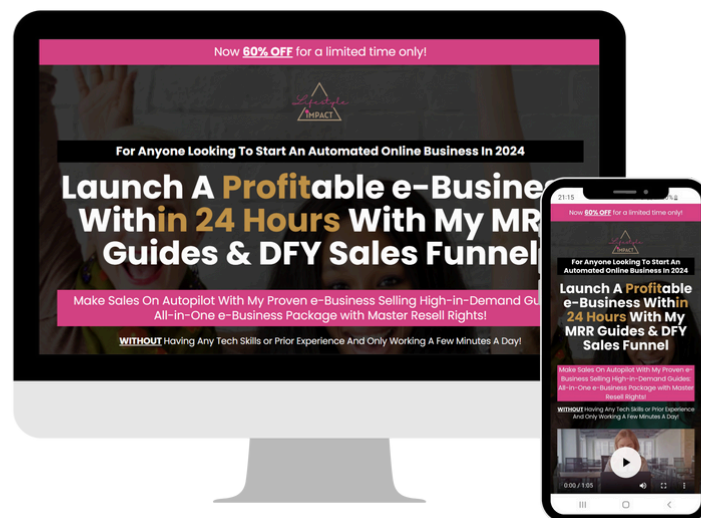 Now 60% OFF for a limited time only!
Lifestyle
IMPACT
For Anyone Looking To Start An Automated Online Business In 2024
Launch A Profitable e-Busine
Within 24 Hours With My MR
Guides & DFY Sales Funnel
Make Sales On Autopilot With My Proven e-Business Selling High-in-Demand Gu
All-in-One e-Business Package with Master Resell Rights!
WITHOUT Having Any Tech Skills or Prior Experience And Only Working A Few Minutes A Day!
21:15
Now 60% OFF for a limited time only!
Lifestyle
IMPACT
For Anyone Looking To Start An
Automated Online Business In 2024
Launch A Profitable
e-Business Within
24 Hours With My
MRR Guides & DFY
Sales Funnel
Make Sales On Autopilot With My Proven e-
Business Selling High-in-Demand Guides:
All-in-One e-Business Package with Master
Resell Rights!
WITHOUT Having Any Tech Skills or Prior Experience
And Only Working A Few Minutes A Day!
0:00 / 1:05